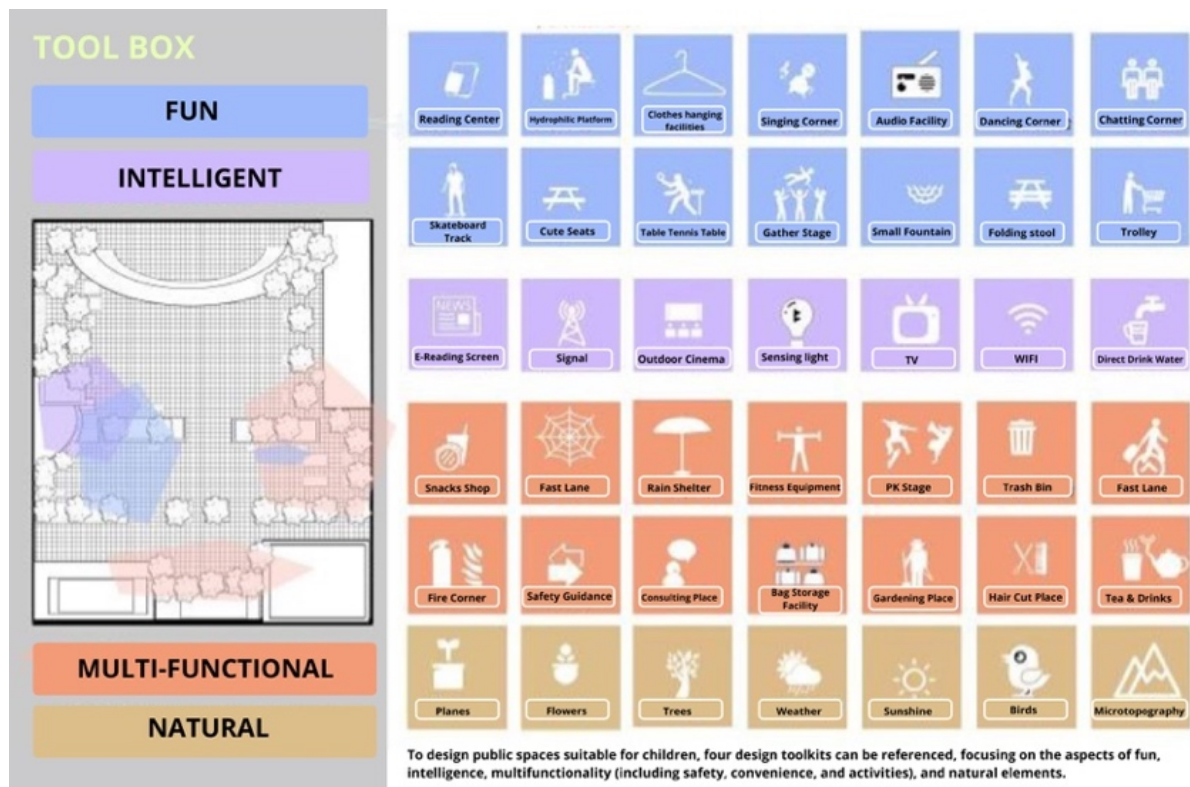 TOOL BOX
FUN
INTELLIGENT
MULTI-FUNCTIONAL
NATURAL
Reading Center
Hydrophilic Platform
Clothes hanging
facilities
Singing Corner
Audio Facility
Dancing Corner
Chatting Corner
Skateboard
Track
Cute Seats
Table Tennis Table
Gather Stage
Small Fountain
Folding stool
Trolley
NEWS
E-Reading Screen
Signal
Outdoor Cinema
Sensing light
TV
WIFI
Direct Drink Water
Snacks Shop
Fast Lane
Rain Shelter
Fitness Equipment
PK Stage
Trash Bin
Fast Lane
Fire Corner
Safety Guidance
Consulting Place
Bag Storage
Facility
Gardening Place
Hair Cut Place
Tea & Drinks
Planes
Flowers
Trees
Weather
Sunshine
Birds
Microtopography
To design public spaces suitable for children, four design toolkits can be referenced, focusing on the aspects of fun,
intelligence, multifunctionality (including safety, convenience, and activities), and natural elements.